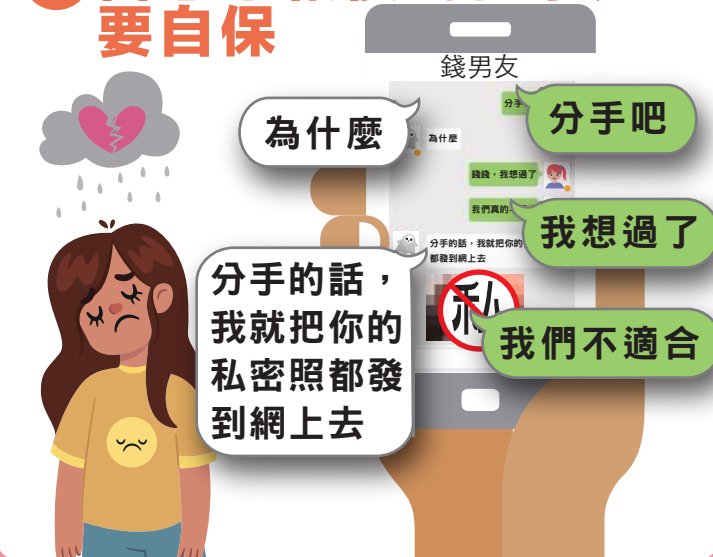 要自保
錢男友
分手吧
為什麼
我想過了
我們不適合
分手的話，
我就把你的
私密照都發
到網上去
分手
為什麼
錢錢，我想過了
我們真的
分手的話，我就把你的
都發到網上去
私